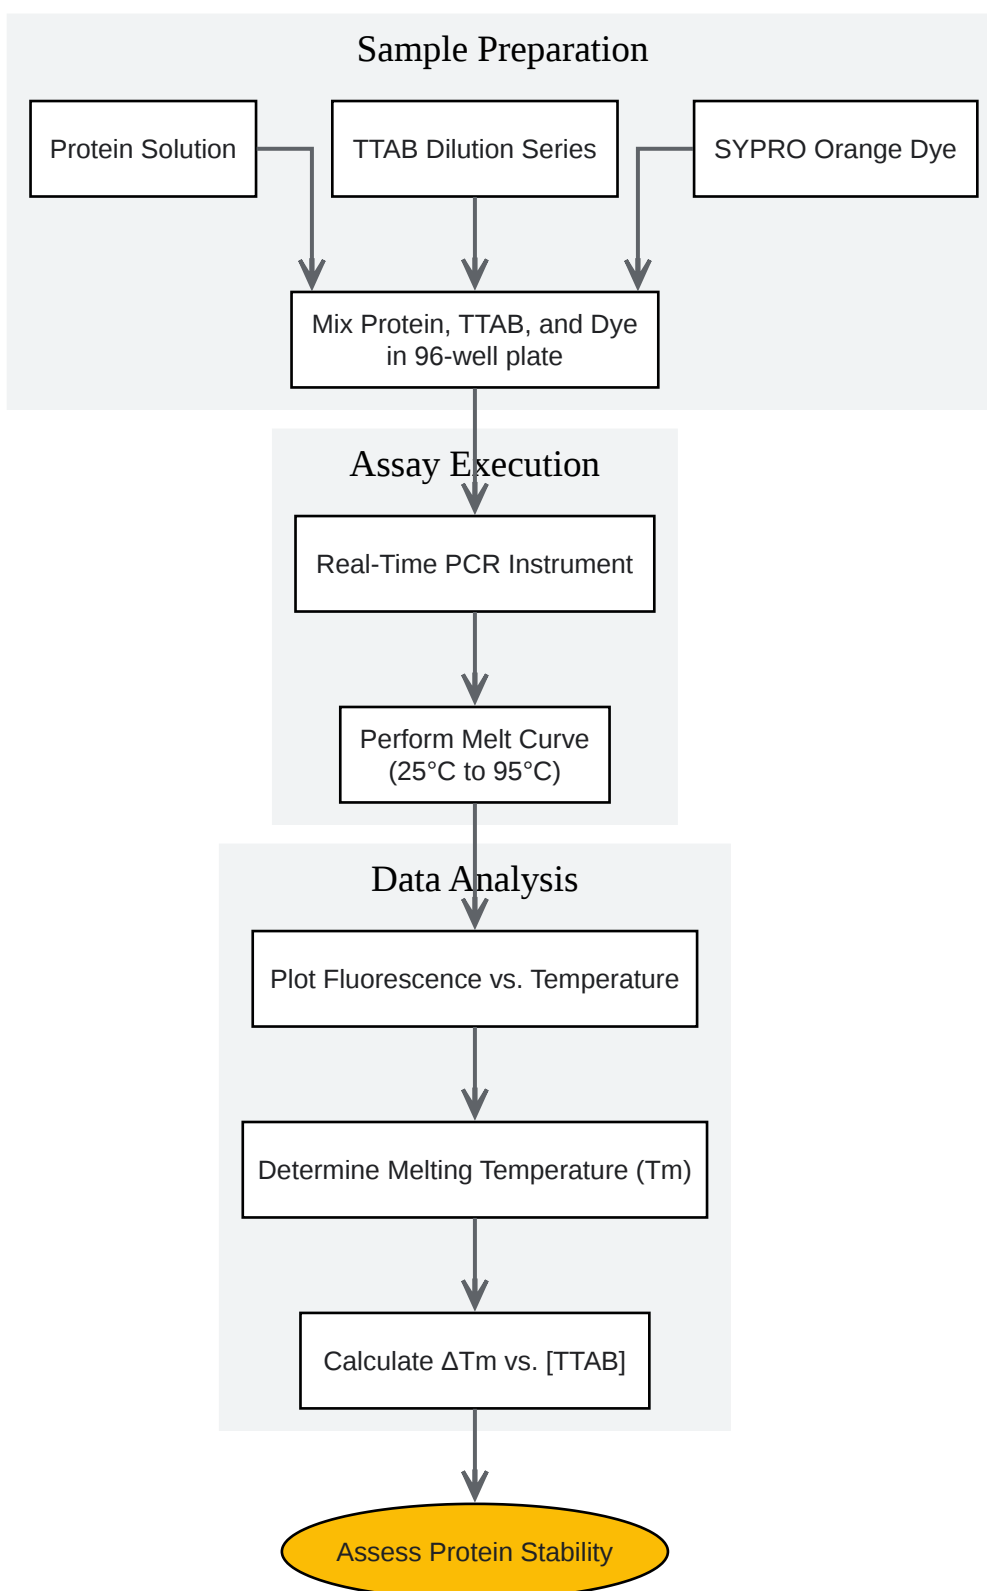 Sample Preparation
Protein Solution
TTAB Dilution Series
SYPRO Orange Dye
Mix Protein, TTAB, and Dye
in 96-well plate
Assay Execution
Real-Time PCR Instrument
Perform Melt Curve
(25°C to 95°C)
Data Analysis
Plot Fluorescence vs. Temperature
Determine Melting Temperature (Tm)
Calculate ΔTm vs. [TTAB]
Assess Protein Stability